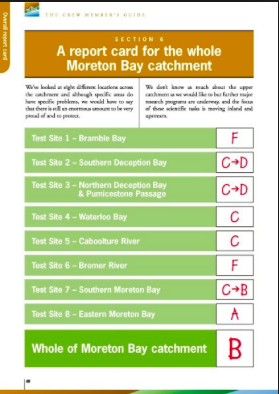 THE CREW MEMBER'S GUIDE
Overall report card
SECTION 6
A report card for the whole
Moreton Bay catchment
We've looked at eight different locations across
the catchment and although specific areas do
have specific problems, we would have to say
that there is still an enormous amount to be very
proud of and to protect.
We don't know as much about the upper
catchment as we would like to but further major
research programs are underway, and the focus
of these scientific tasks is moving inland and
upstream.
Test Site 1 – Bramble Bay F
Test Site 2 – Southern Deception Bay C→D
Test Site 3 – Northern Deception Bay
& Pumicestone Passage C→D
Test Site 4 – Waterloo Bay C
Test Site 5 – Caboolture River C
Test Site 6 – Bremer River F
Test Site 7 – Southern Moreton Bay C→B
Test Site 8 – Eastern Moreton Bay A
Whole of Moreton Bay catchment B